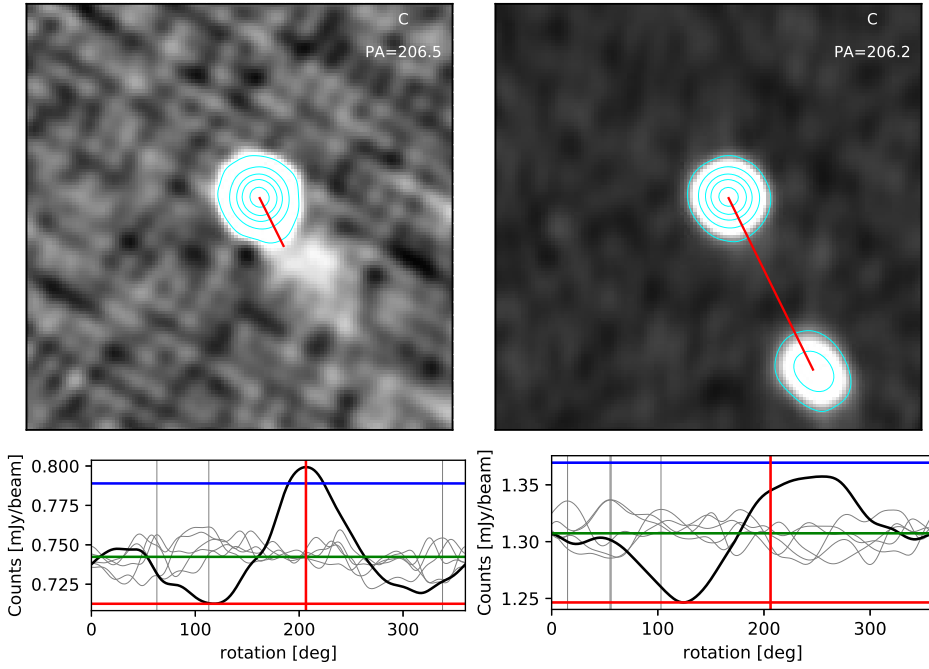 C
PA=206.5
C
PA=206.2
Counts [mJy/beam]
0.800
0.775
0.750
0.725
0
100
200
300
rotation [deg]
Counts [mJy/beam]
1.35
1.30
1.25
0
100
200
300
rotation [deg]